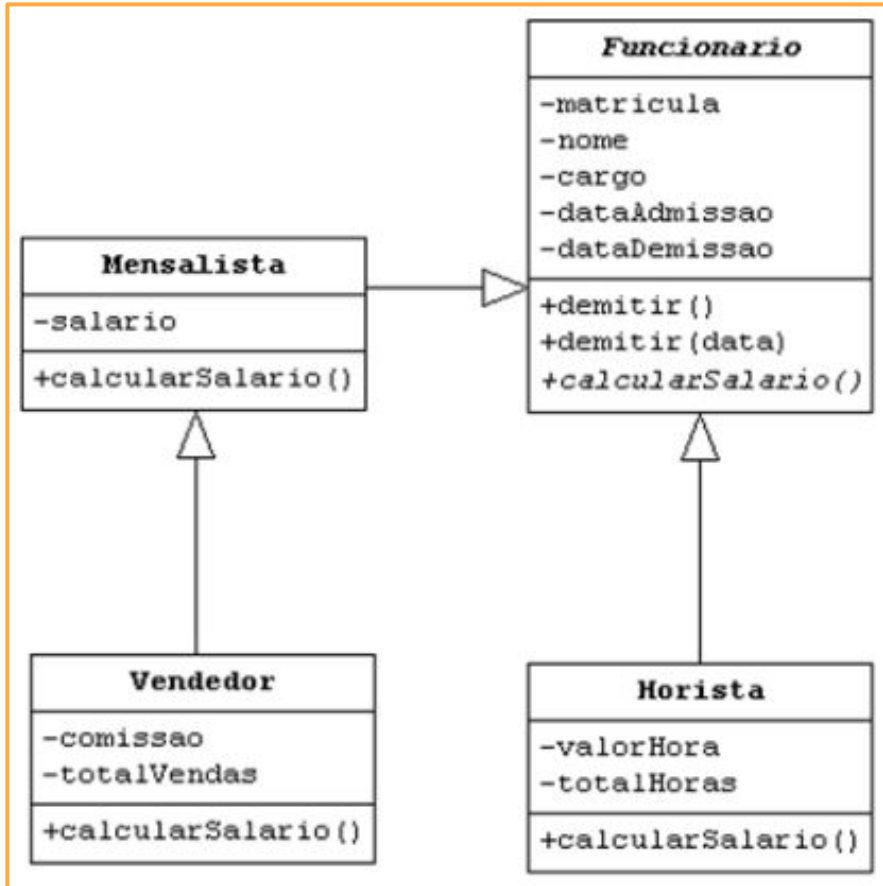 Funcionario
-matricula
-nome
-cargo
-dataAdmissao
-dataDemissao
+demitir()
+demitir(data)
+calcularSalario()
Mensalista
-salario
+calcularSalario()
Vendedor
-comissao
-totalVendas
+calcularSalario()
Horista
-valorHora
-totalHoras
+calcularSalario()